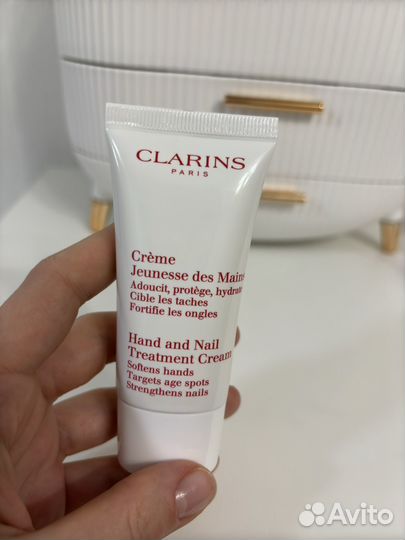 CLARINS
PARIS
Crème
Jeunesse des Mains
Adoucit, protège, hydrate
Cible les taches
Fortifie les ongles
Hand and Nail
Treatment Cream
Softens hands
Targets age spots
Strengthens nails
Avito